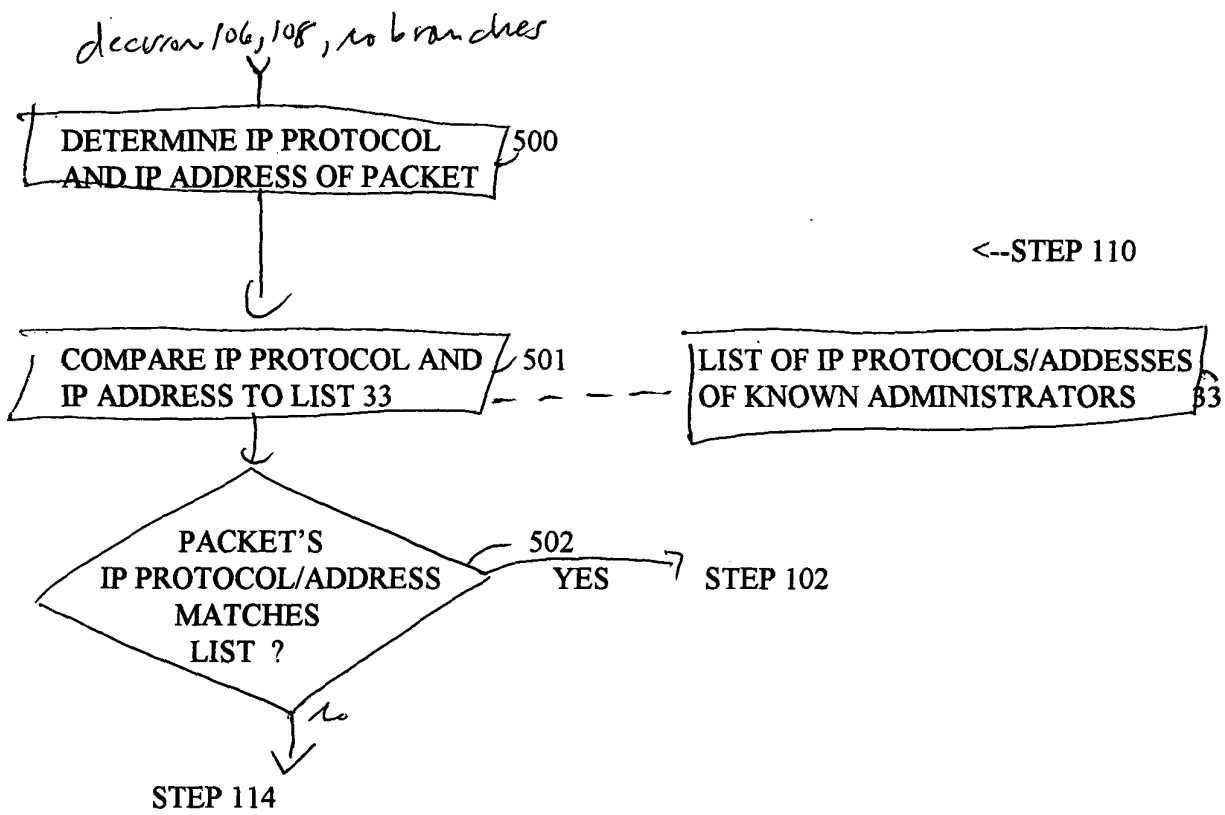 decision 106, 108, no branches
DETERMINE IP PROTOCOL
AND IP ADDRESS OF PACKET
500
<--STEP 110
COMPARE IP PROTOCOL AND
IP ADDRESS TO LIST 33
501
LIST OF IP PROTOCOLS/ADDESSES
OF KNOWN ADMINISTRATORS
33
PACKET'S
IP PROTOCOL/ADDRESS
MATCHES
LIST ?
502
YES
STEP 102
no
STEP 114